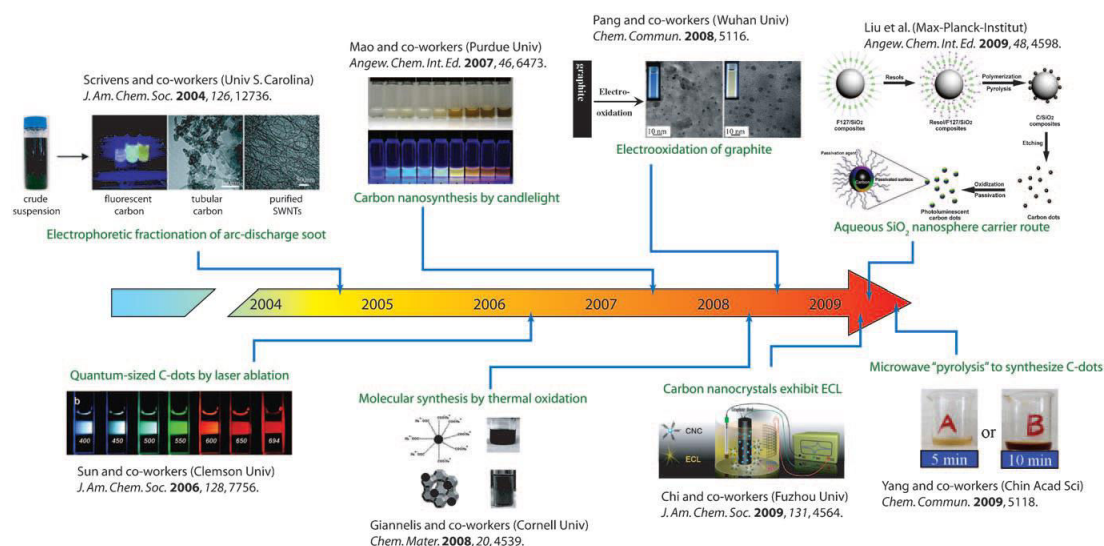 Scrivens and co-workers (Univ S. Carolina)
J. Am. Chem. Soc. 2004, 126, 12736.
crude
suspension
fluorescent
carbon
tubular
carbon
purified
SWNTs
Electrophoretic fractionation of arc-discharge soot
Mao and co-workers (Purdue Univ)
Angew. Chem. Int. Ed. 2007, 46, 6473.
Carbon nanosynthesis by candlelight
Pang and co-workers (Wuhan Univ)
Chem. Commun. 2008, 5116.
graphite
Electro-
oxidation
10 nm
10 nm
Electrooxidation of graphite
Liu et al. (Max-Planck-Institut)
Angew. Chem. Int. Ed. 2009, 48, 4598.
Resols
Polymerization
Pyrolysis
F127/SiO2
composites
Resol/F127/SiO2
composites
C/SiO2
composites
Etching
Passivation agent
Passivated surface
Carbon
Oxidization
Passivation
Photoluminescent
carbon dots
Carbon dots
Aqueous SiO2 nanosphere carrier route
2004
2005
2006
2007
2008
2009
Quantum-sized C-dots by laser ablation
b
400
450
500
550
600
650
694
Sun and co-workers (Clemson Univ)
J. Am. Chem. Soc. 2006, 128, 7756.
Molecular synthesis by thermal oxidation
Giannelis and co-workers (Cornell Univ)
Chem. Mater. 2008, 20, 4539.
Carbon nanocrystals exhibit ECL
CNC
ECL
Chi and co-workers (Fuzhou Univ)
J. Am. Chem. Soc. 2009, 131, 4564.
Microwave "pyrolysis" to synthesize C-dots
A
or
B
5 min
10 min
Yang and co-workers (Chin Acad Sci)
Chem. Commun. 2009, 5118.